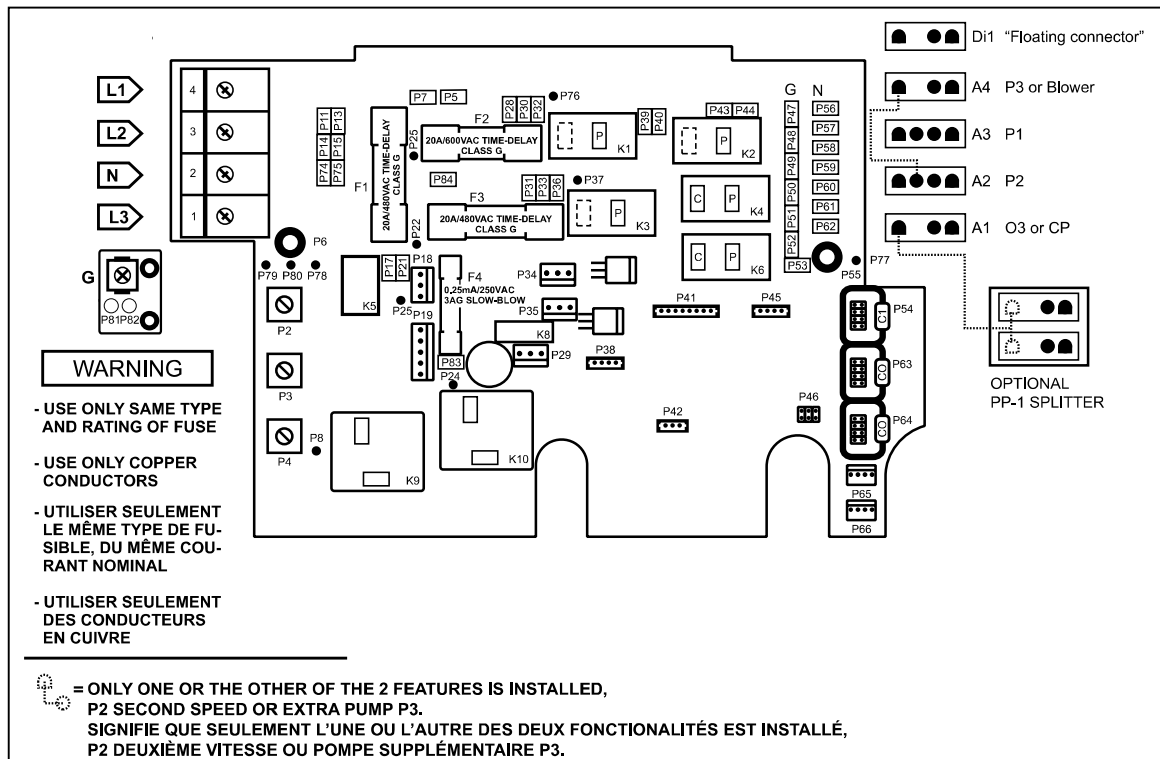 Di1 "Floating connector"
A4 P3 or Blower
A3 P1
A2 P2
A1 O3 or CP
L1
L2
N
L3
4
3
2
1
G
P81 P82
P6
P79 P80 P78
P2
P3
P4
P8
P11 P13
P14 P15
P74 P75
F1
20A/480VAC TIME-DELAY
CLASS G
P7 P5
P25
F2
20A/600VAC TIME-DELAY
CLASS G
P28 P30 P32
P76
P84
F3
P31 P33 P36
P37
20A/480VAC TIME-DELAY
CLASS G
P22
P K1
P39 P40
P43 P44
P K2
P K3
C P K4
C P K6
G N
P47 P56
P48 P57
P49 P58
P50 P59
P51 P60
P52 P61
P53 P62
P55 P77
K5
P17 P21
P18
P25
P19
F4
0,25mA/250VAC
3AG SLOW-BLOW
P83
P24
P34
P35
K8
P29
P38
P41
P45
P42
P46
K9
K10
C1 P54
CO P63
CO P64
P65
P66
OPTIONAL
PP-1 SPLITTER
WARNING
- USE ONLY SAME TYPE
AND RATING OF FUSE
- USE ONLY COPPER
CONDUCTORS
- UTILISER SEULEMENT
LE MÊME TYPE DE FU-
SIBLE, DU MÊME COU-
RANT NOMINAL
- UTILISER SEULEMENT
DES CONDUCTEURS
EN CUIVRE
= ONLY ONE OR THE OTHER OF THE 2 FEATURES IS INSTALLED,
P2 SECOND SPEED OR EXTRA PUMP P3.
SIGNIFIE QUE SEULEMENT L'UNE OU L'AUTRE DES DEUX FONCTIONALITÉS EST INSTALLÉ,
P2 DEUXIÈME VITESSE OU POMPE SUPPLÉMENTAIRE P3.